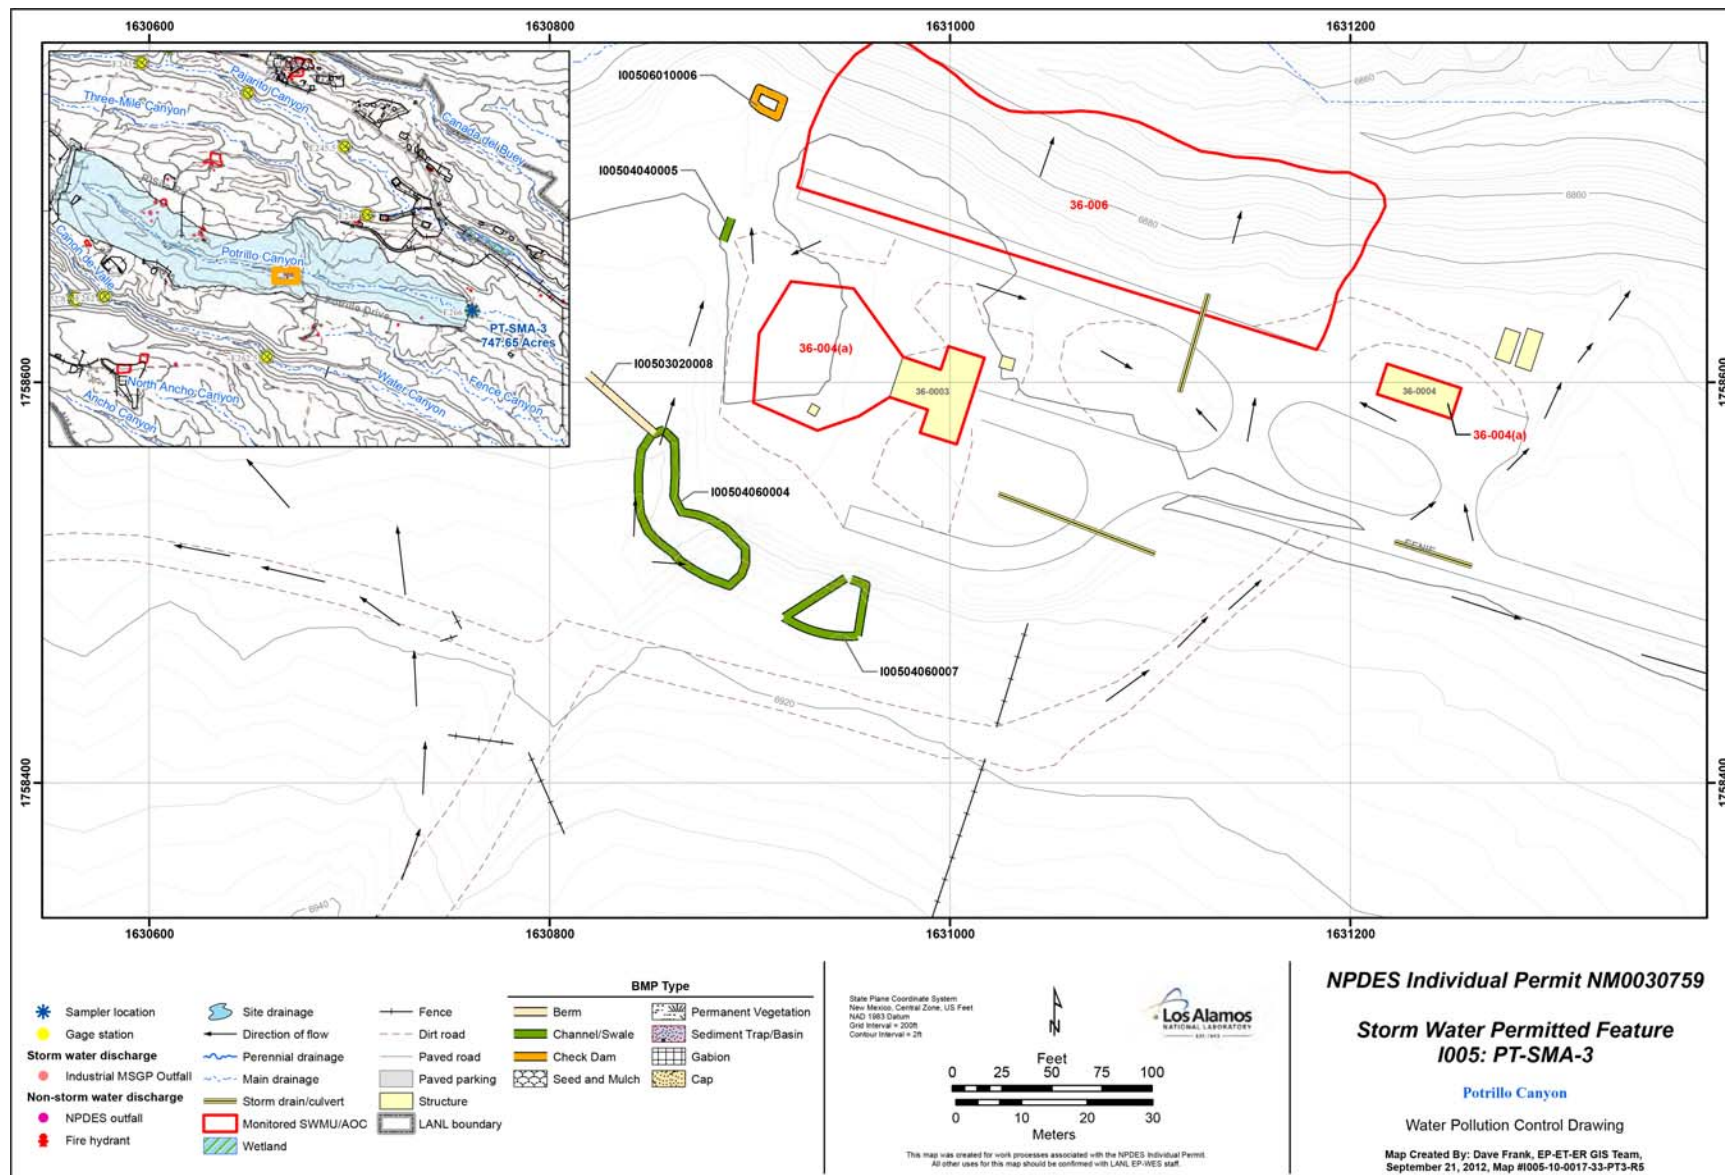 1630600
1630800
1631000
1631200
1758600
1758400
1758600
1758400
Pajarito Canyon
Three-Mile Canyon
Canada del Buey
E245.5
E246
Canon de Valle
Potrillo Canyon
PT-SMA-3
747.65 Acres
E266
E262
Water Canyon
Fence Canyon
North Ancho Canyon
Ancho Canyon
I00506010006
I00504040005
I00503020008
I00504060004
I00504060007
36-006
36-004(a)
36-0003
36-0004
36-004(a)
6860
6860
6880
6920
6940
1630600
1630800
1631000
1631200
Sampler location
Gage station
Storm water discharge
Industrial MSGP Outfall
Non-storm water discharge
NPDES outfall
Fire hydrant
Site drainage
Direction of flow
Perennial drainage
Main drainage
Storm drain/culvert
Monitored SWMU/AOC
Wetland
Fence
Dirt road
Paved road
Paved parking
Structure
LANL boundary
BMP Type
Berm
Channel/Swale
Check Dam
Seed and Mulch
Permanent Vegetation
Sediment Trap/Basin
Gabion
Cap
State Plane Coordinate System
New Mexico, Central Zone, US Feet
NAD 1983 Datum
Grid Interval = 200ft
Contour Interval = 2ft
N
Los Alamos
NATIONAL LABORATORY
EST. 1943
Feet
0 25 50 75 100
0 10 20 30
Meters
This map was created for work processes associated with the NPDES Individual Permit.
All other uses for this map should be confirmed with LANL EP-WES staff.
NPDES Individual Permit NM0030759
Storm Water Permitted Feature
I005: PT-SMA-3
Potrillo Canyon
Water Pollution Control Drawing
Map Created By: Dave Frank, EP-ET-ER GIS Team,
September 21, 2012, Map #I005-10-0017-33-PT3-R5